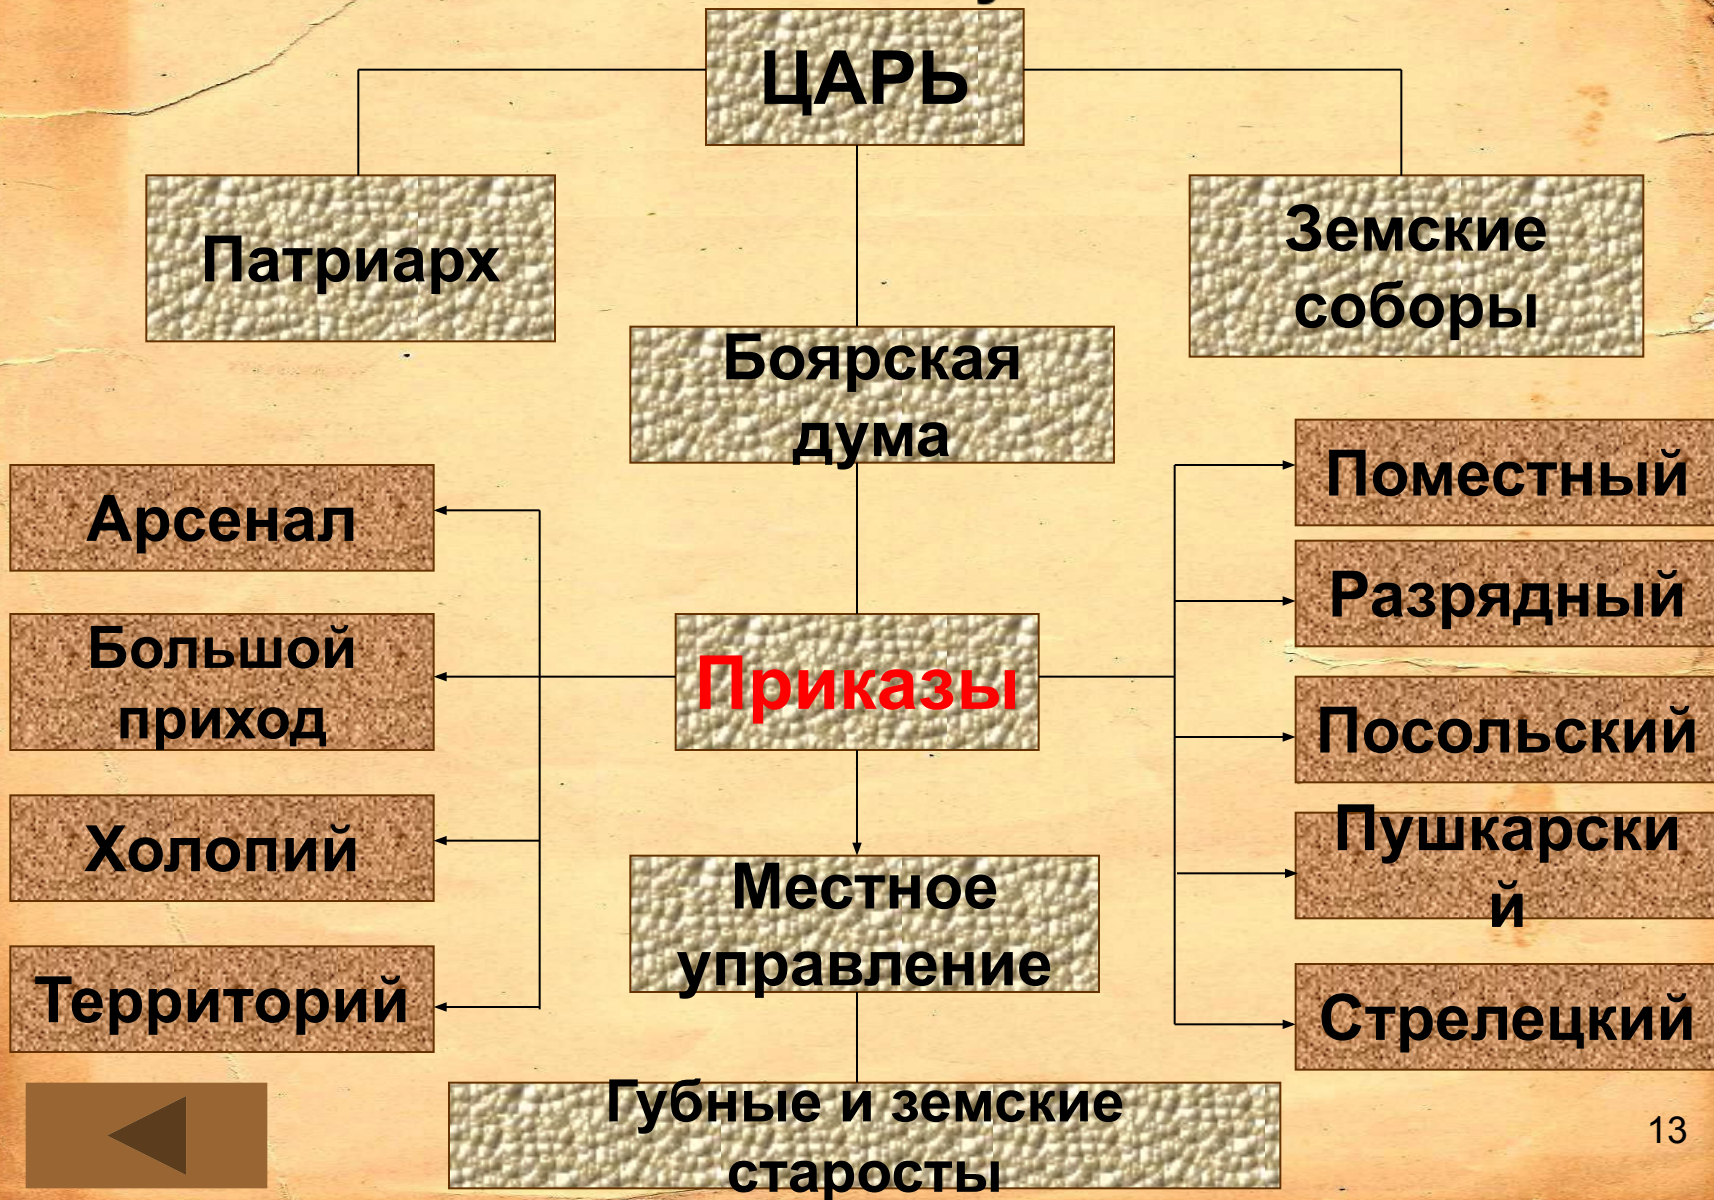 ЦАРЬ
Патриарх
Земские
соборы
Боярская
дума
Арсенал
Большой
приход
Холопий
Территорий
Приказы
Поместный
Разрядный
Посольский
Пушкарски
й
Стрелецкий
Местное
управление
Губные и земские
старосты
13